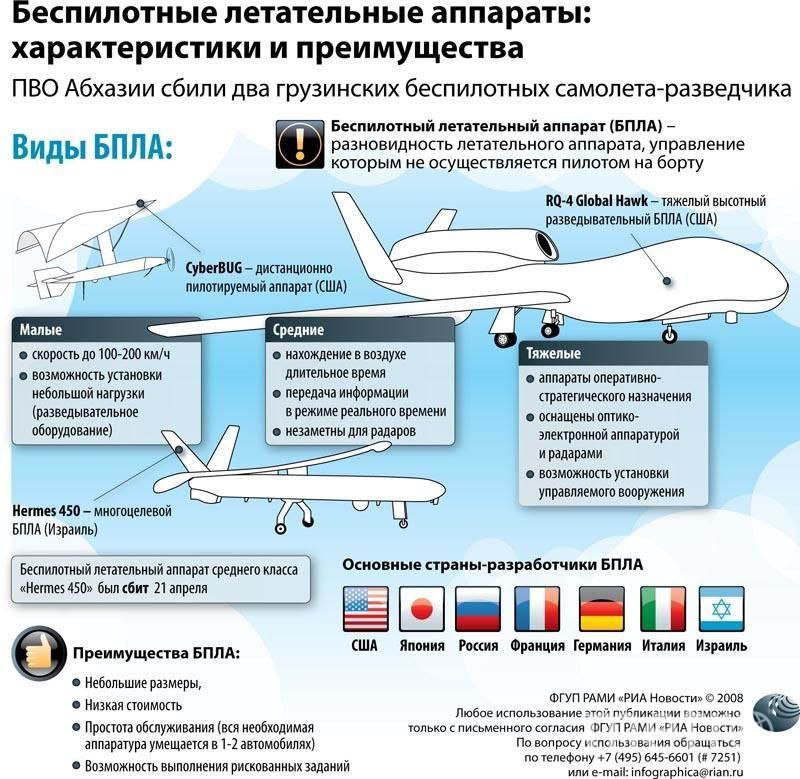 Беспилотные летательные аппараты:
характеристики и преимущества
ПВО Абхазии сбили два грузинских беспилотных самолета-разведчика
Виды БПЛА:
Беспилотный летательный аппарат (БПЛА) –
разновидность летательного аппарата, управление
которым не осуществляется пилотом на борту
RQ-4 Global Hawk – тяжелый высотный
разведывательный БПЛА (США)
CyberBUG – дистанционно
пилотируемый аппарат (США)
Малые
скорость до 100-200 км/ч
возможность установки
небольшой нагрузки
(разведывательное
оборудование)
Средние
нахождение в воздухе
длительное время
передача информации
в режиме реального времени
незаметны для радаров
Тяжелые
аппараты оперативно-
стратегического назначения
оснащены оптико-
электронной аппаратурой
и радарами
возможность установки
управляемого вооружения
Hermes 450 – многоцелевой
БПЛА (Израиль)
Беспилотный летательный аппарат среднего класса
«Hermes 450» был сбит 21 апреля
Основные страны-разработчики БПЛА
США Япония Россия Франция Германия Италия Израиль
Преимущества БПЛА:
Небольшие размеры,
Низкая стоимость
Простота обслуживания (вся необходимая
аппаратура умещается в 1-2 автомобилях)
Возможность выполнения рискованных заданий
ФГУП РАМИ «РИА Новости» © 2008
Любое использование этой публикации возможно
только с письменного согласия ФГУП РАМИ «РИА Новости»
По вопросу использования обращаться
по телефону +7 (495) 645-6601 (# 7251)
или e-mail: infographica@rian.ru